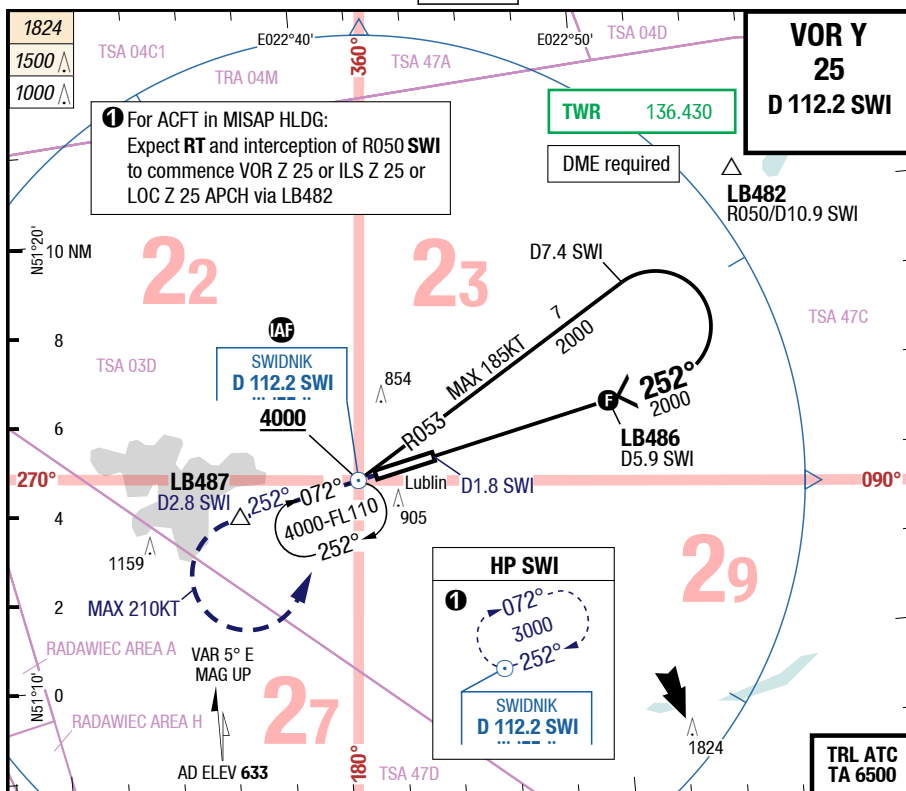 1824
1500
1000
TSA 04C1
E022°40'
360°
TSA 47A
TRA 04M
E022°50'
TSA 04D
VOR Y
25
D 112.2 SWI
TWR 136.430
DME required
1 For ACFT in MISAP HLDG:
Expect RT and interception of R050 SWI
to commence VOR Z 25 or ILS Z 25 or
LOC Z 25 APCH via LB482
LB482
R050/D10.9 SWI
N51°20'
10 NM
22
23
D7.4 SWI
TSA 47C
8
IAF
SWIDNIK
D 112.2 SWI
4000
TSA 03D
854
MAX 185KT
7
2000
R053
252°
2000
F
LB486
D5.9 SWI
6
270°
090°
LB487
D2.8 SWI
252°
072°
4000-FL110
252°
Lublin
D1.8 SWI
905
4
1159
MAX 210KT
2
HP SWI
1
072°
3000
252°
SWIDNIK
D 112.2 SWI
29
RADAWIEC AREA A
VAR 5° E
MAG UP
N51°10'
0
RADAWIEC AREA H
27
180°
AD ELEV 633
TSA 47D
1824
TRL ATC
TA 6500